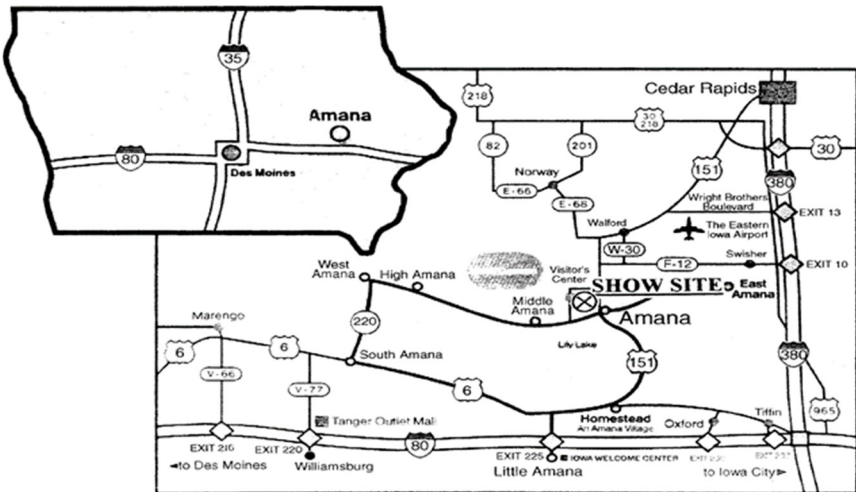 35
Amana
80
Des Moines
218
30
218
Cedar Rapids
82
201
151
30
Norway
380
E-66
E-68
Wright Brothers
Boulevard
EXIT 13
Walford
The Eastern
Iowa Airport
W-30
Swisher
F-12
EXIT 10
West
Amana
High Amana
Visitor's
Center
SHOW SITE
East
Amana
Middle
Amana
Amana
220
Marengo
6
6
Lily Lake
South Amana
151
380
V-66
V-77
6
Homestead
An Amana Village
Tiffin
965
Tanger Outlet Mall
Oxford
EXIT 216
EXIT 220
80
EXIT 225
IOWA WELCOME CENTER
to Des Moines
Williamsburg
Little Amana
to Iowa City